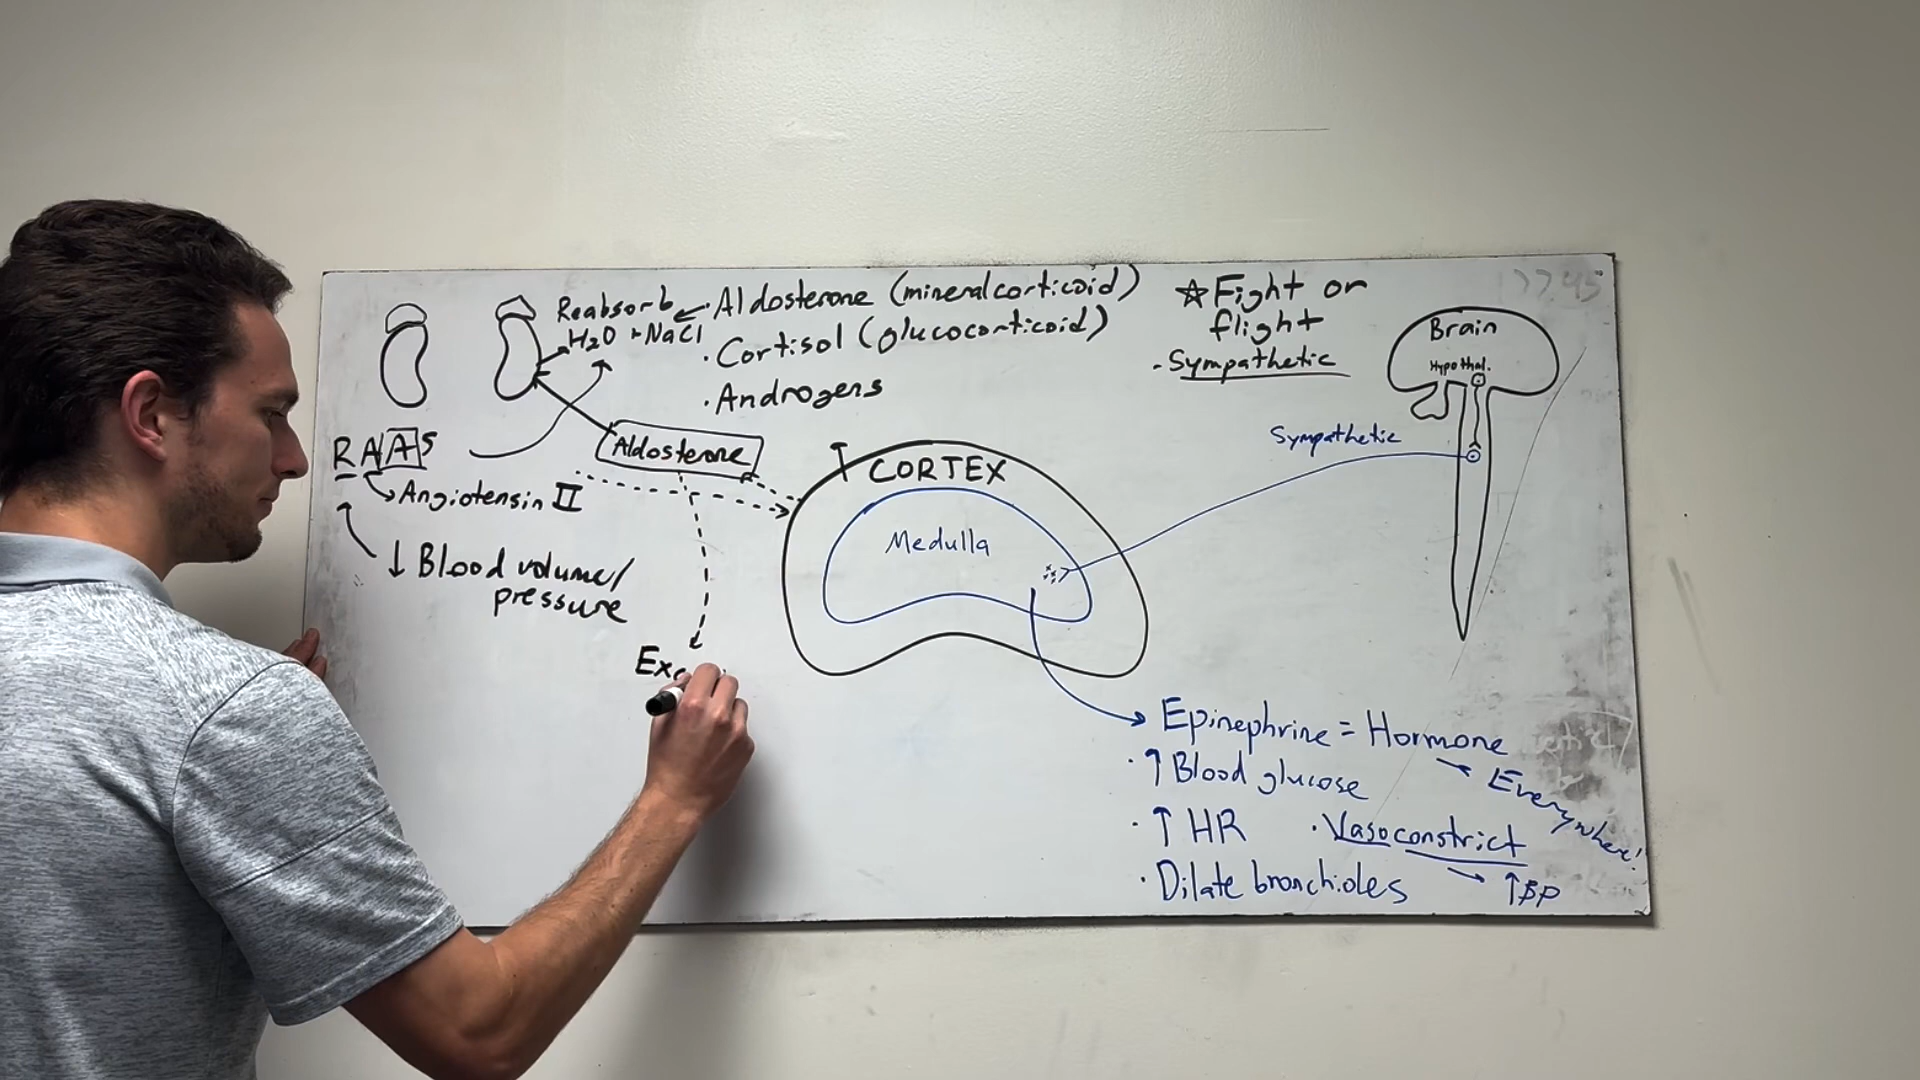 Reabsorb
H2O + NaCl
· Aldosterone (mineralcorticoid)
· Cortisol (glucocorticoid)
· Androgens
☆ Fight or
flight
- Sympathetic
Brain
Hypothal.
Sympathetic
RAAS
Angiotensin II
↓ Blood volume/
pressure
Aldosterone
↑ CORTEX
Medulla
Exc
Epinephrine = Hormone
→ Everywhere!
· ↑ Blood glucose
· ↑ HR
· Vasoconstrict
→ ↑BP
· Dilate bronchioles